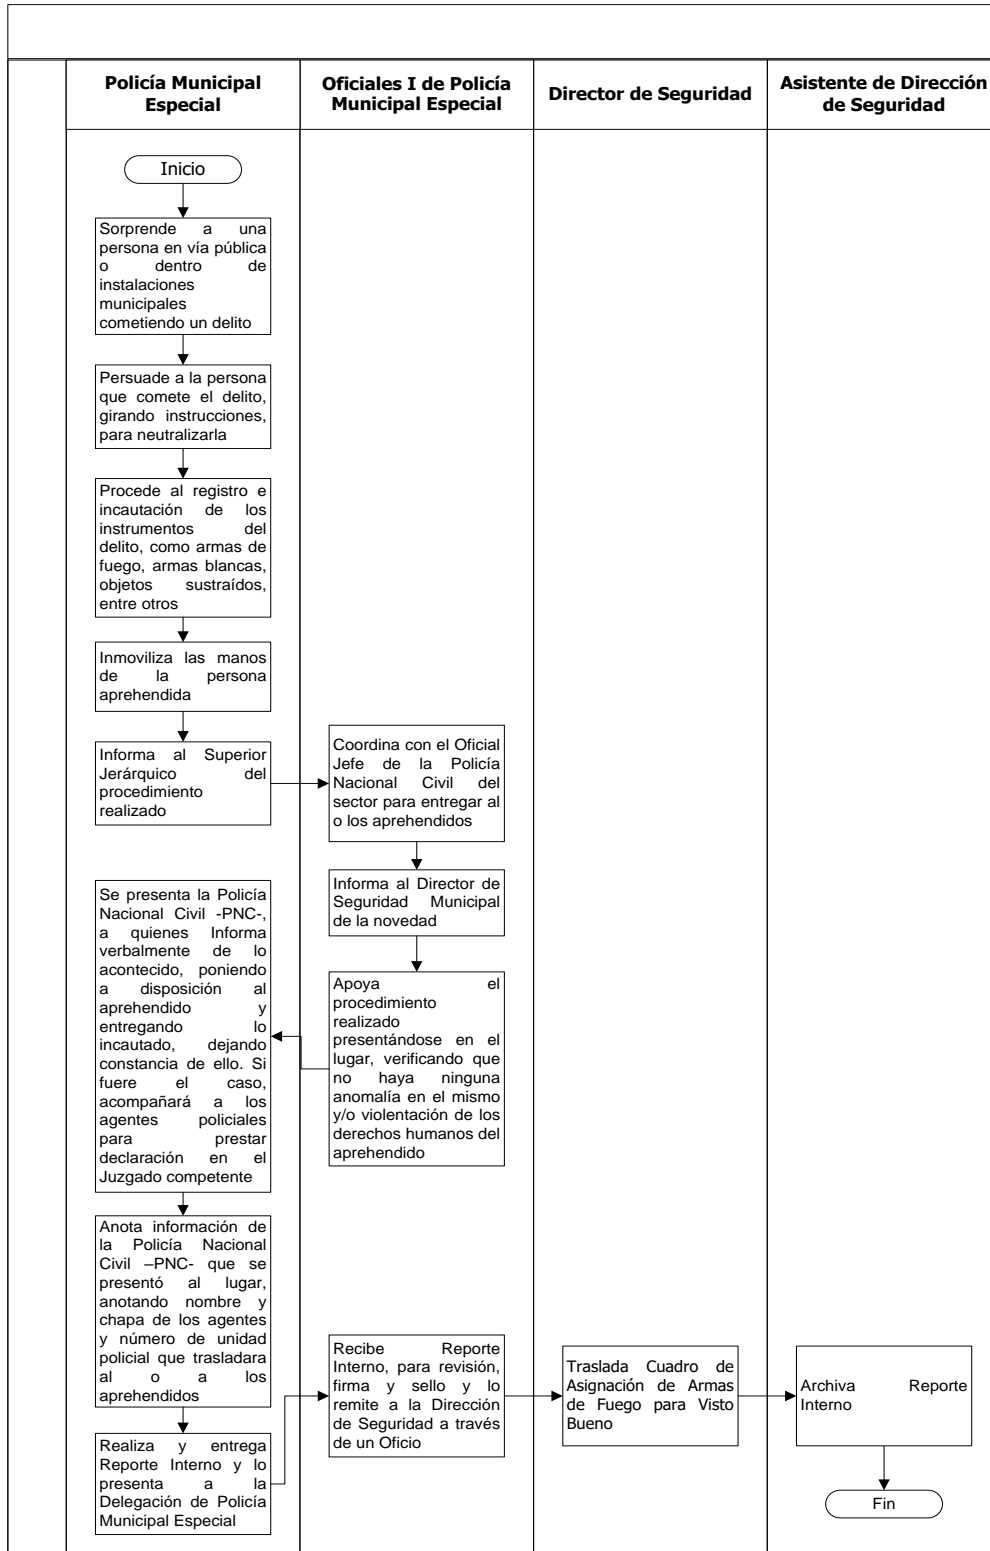 Policía Municipal
Especial
Oficiales I de Policía
Municipal Especial
Director de Seguridad
Asistente de Dirección
de Seguridad
Inicio
Sorprende a una
persona en vía pública
o dentro de
instalaciones
municipales
cometiendo un delito
Persuade a la persona
que comete el delito,
girando instrucciones,
para neutralizarla
Procede al registro e
incautación de los
instrumentos del
delito, como armas de
fuego, armas blancas,
objetos sustraídos,
entre otros
Inmoviliza las manos
de la persona
aprehendida
Informa al Superior
Jerárquico del
procedimiento
realizado
Coordina con el Oficial
Jefe de la Policía
Nacional Civil del
sector para entregar al
o los aprehendidos
Informa al Director de
Seguridad Municipal
de la novedad
Apoya el
procedimiento
realizado
presentándose en el
lugar, verificando que
no haya ninguna
anomalía en el mismo
y/o violentación de los
derechos humanos del
aprehendido
Se presenta la Policía
Nacional Civil -PNC-,
a quienes Informa
verbalmente de lo
acontecido, poniendo
a disposición al
aprehendido y
entregando lo
incautado, dejando
constancia de ello. Si
fuere el caso,
acompañará a los
agentes policiales
para prestar
declaración en el
Juzgado competente
Anota información de
la Policía Nacional
Civil –PNC- que se
presentó al lugar,
anotando nombre y
chapa de los agentes
y número de unidad
policial que trasladara
al o a los
aprehendidos
Realiza y entrega
Reporte Interno y lo
presenta a la
Delegación de Policía
Municipal Especial
Recibe Reporte
Interno, para revisión,
firma y sello y lo
remite a la Dirección
de Seguridad a través
de un Oficio
Traslada Cuadro de
Asignación de Armas
de Fuego para Visto
Bueno
Archiva Reporte
Interno
Fin